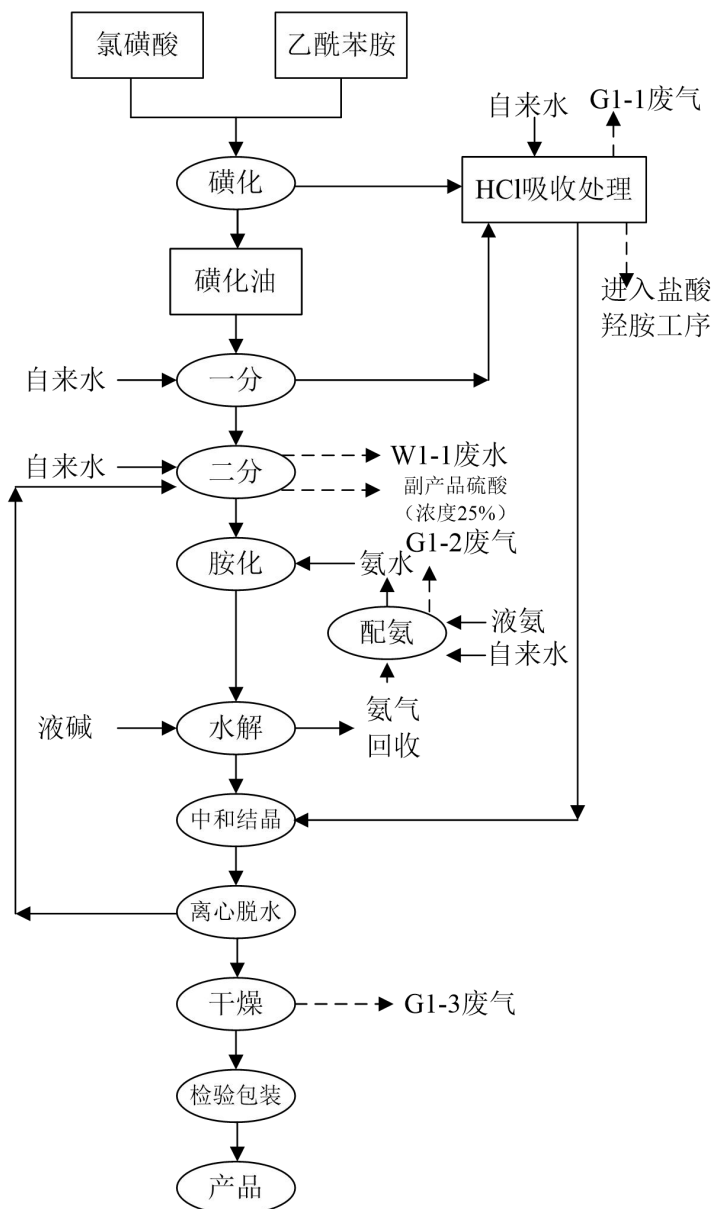 氯磺酸
乙酰苯胺
自来水
G1-1废气
磺化
HCl吸收处理
磺化油
进入盐酸
羟胺工序
自来水
一分
自来水
二分
W1-1废水
副产品硫酸
（浓度25%）
G1-2废气
胺化
氨水
配氨
液氨
自来水
液碱
水解
氨气
回收
中和结晶
离心脱水
干燥
G1-3废气
检验包装
产品